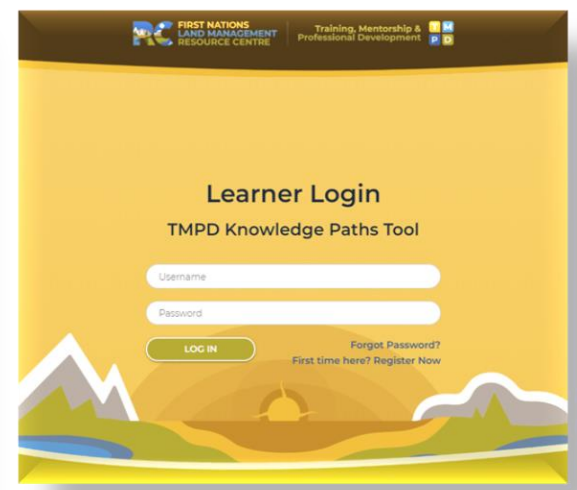 RC
FIRST NATIONS
LAND MANAGEMENT
RESOURCE CENTRE
Training, Mentorship &
Professional Development
T M
P D
Learner Login
TMPD Knowledge Paths Tool
Username
Password
LOG IN
Forgot Password?
First time here? Register Now